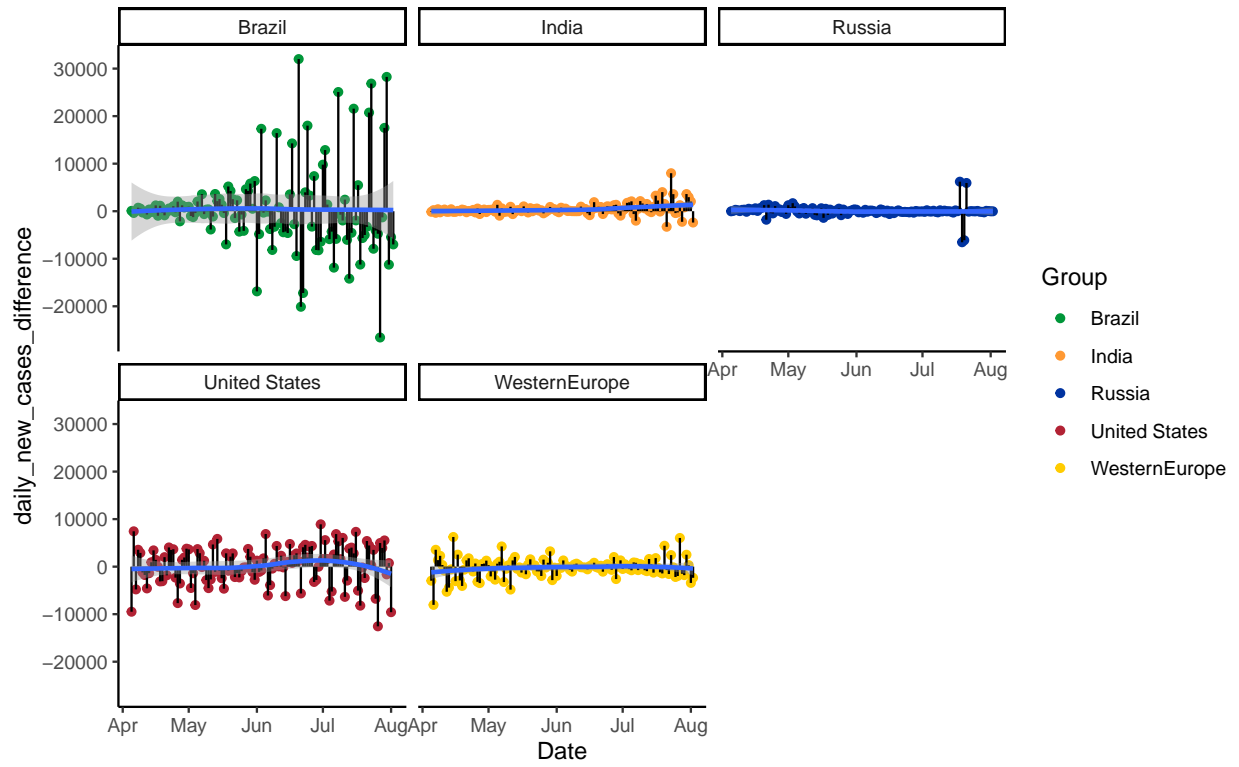 Brazil
India
Russia
daily_new_cases_difference
30000
20000
10000
0
−10000
−20000
Apr
May
Jun
Jul
Aug
United States
WesternEurope
30000
20000
10000
0
−10000
−20000
Apr
May
Jun
Jul
Aug
Apr
May
Jun
Jul
Aug
Date
Group
Brazil
India
Russia
United States
WesternEurope